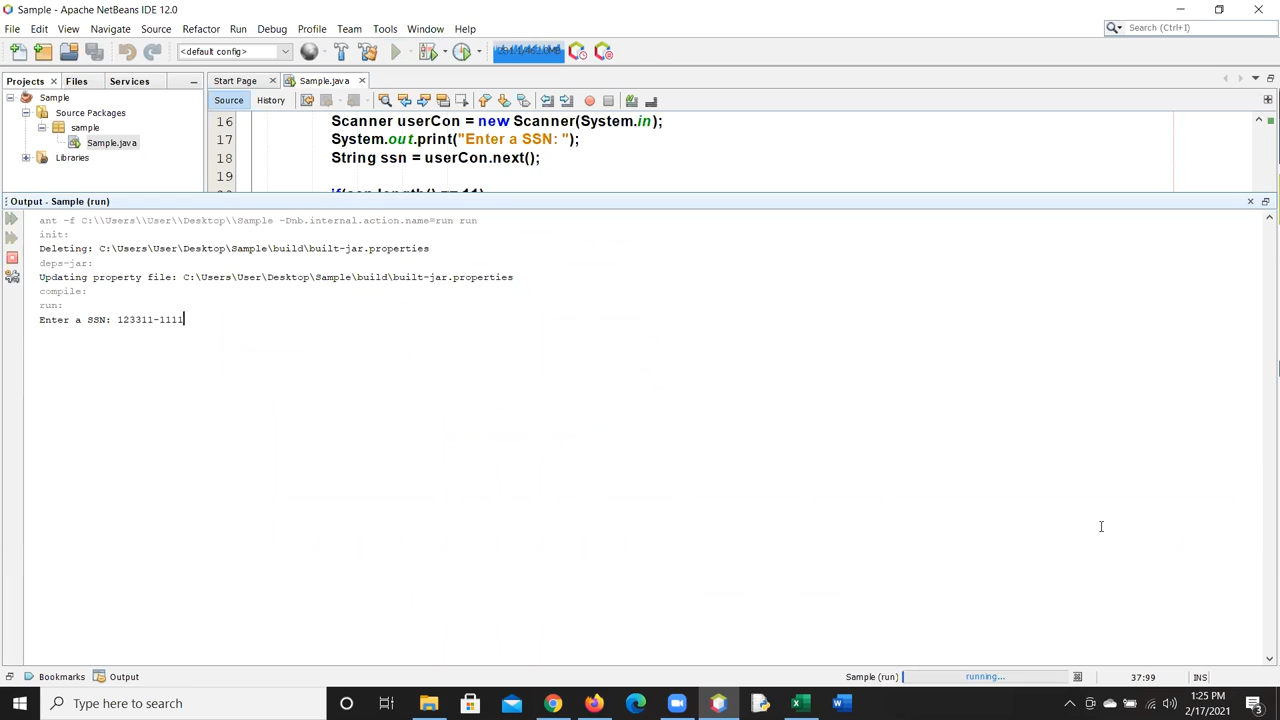 Sample - Apache NetBeans IDE 12.0
File Edit View Navigate Source Refactor Run Debug Profile Team Tools Window Help
Search (Ctrl+I)
<default config>
Projects Files Services
Start Page Sample.java
Sample
Source Packages
sample
Sample.java
Libraries
Source History
16 Scanner userCon = new Scanner(System.in);
17 System.out.print("Enter a SSN: ");
18 String ssn = userCon.next();
19
Output - Sample (run)
ant -f C:\\Users\\User\\Desktop\\Sample -Dnb.internal.action.name=run run
init:
Deleting: C:\Users\User\Desktop\Sample\build\built-jar.properties
deps-jar:
Updating property file: C:\Users\User\Desktop\Sample\build\built-jar.properties
compile:
run:
Enter a SSN: 123311-1111
Bookmarks Output
Sample (run) running... 37:99 INS
Type here to search
1:25 PM
2/17/2021
3